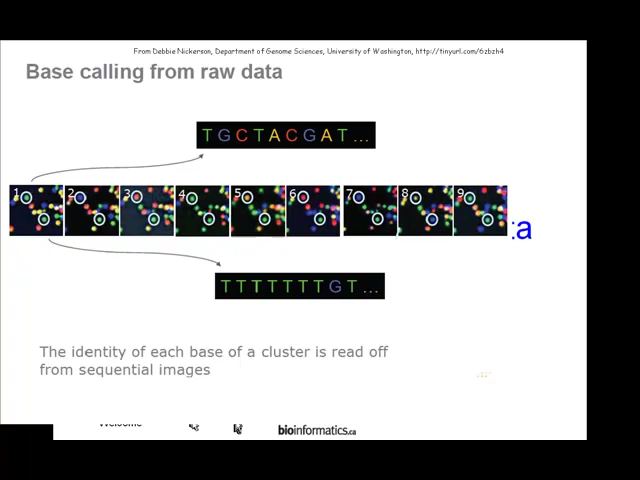 From Debbie Nickerson, Department of Genome Sciences, University of Washington, http://tinyurl.com/6zbzh4
Base calling from raw data
TGCTACGAT...
1 2 3 4 5 6 7 8 9
ta
TTTTTTTGT...
The identity of each base of a cluster is read off
from sequential images
Welcome
bioinformatics.ca